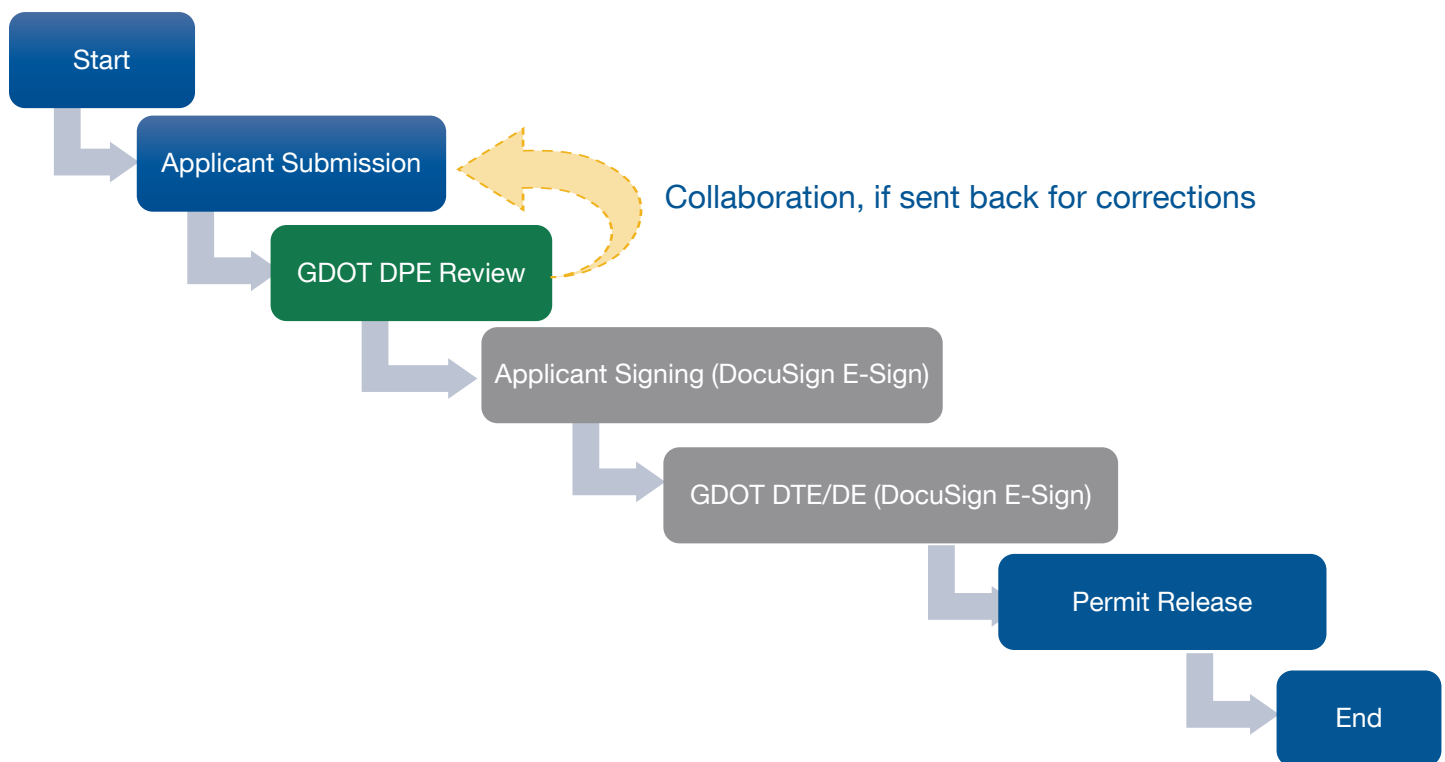 Start
Applicant Submission
Collaboration, if sent back for corrections
GDOT DPE Review
Applicant Signing (DocuSign E-Sign)
GDOT DTE/DE (DocuSign E-Sign)
Permit Release
End